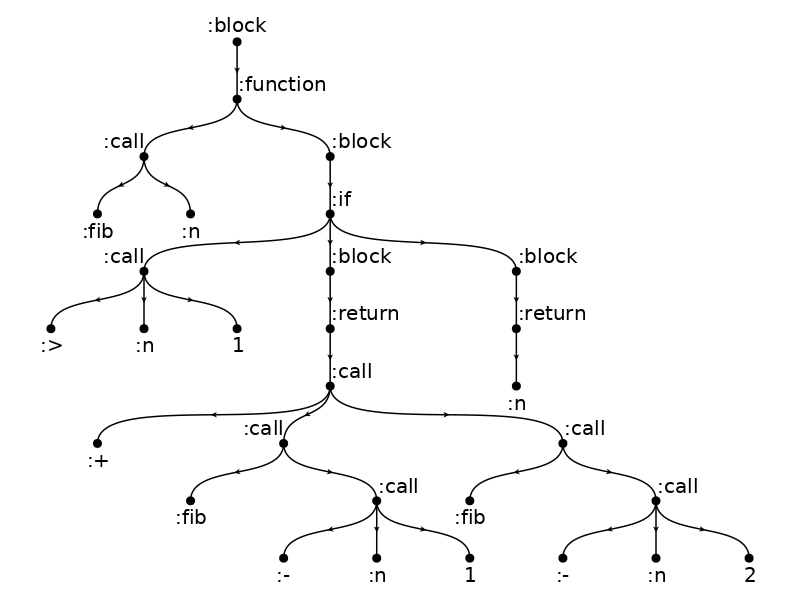 :block
:function
:call :block
:fib :n :if
:call :block :block
:> :n 1 :return :return
:call :n
:+ :call :call
:fib :call :fib :call
:- :n 1 :- :n 2